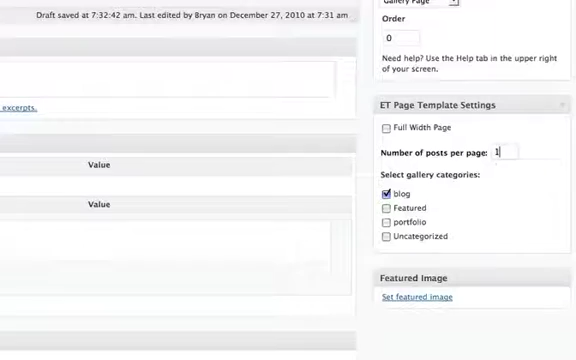 Draft saved at 7:32:42 am. Last edited by Bryan on December 27, 2010 at 7:31 am
excerpts.
Value
Value
Gallery Page
Order
0
Need help? Use the Help tab in the upper right
of your screen.
ET Page Template Settings
Full Width Page
Number of posts per page: 1
Select gallery categories:
blog
Featured
portfolio
Uncategorized
Featured Image
Set featured image